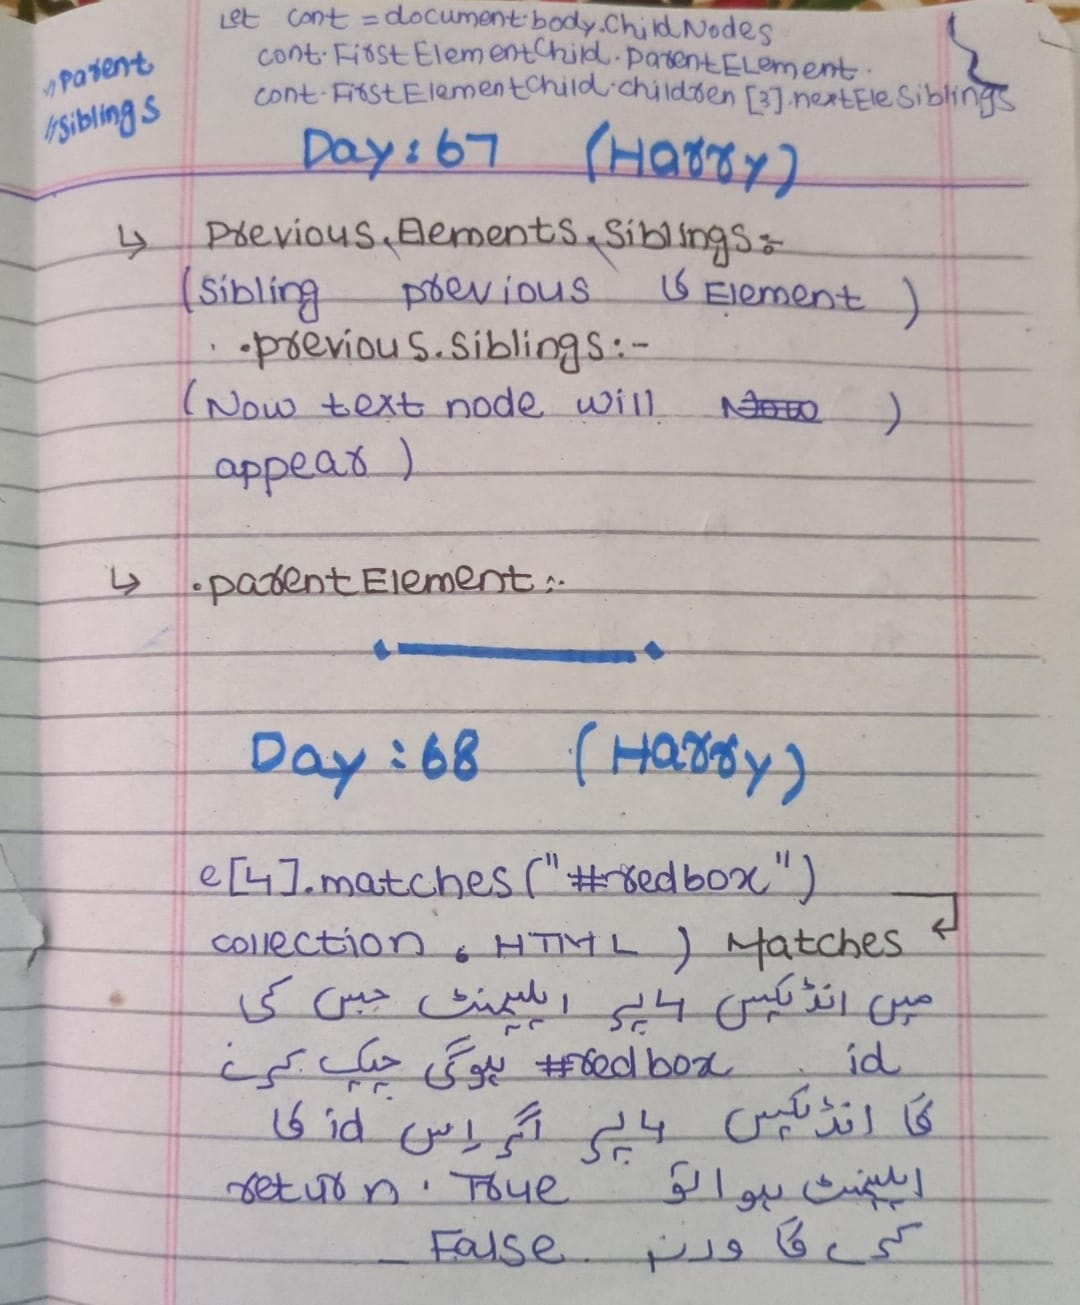 Let cont = document.body.ChildNodes
cont.FirstElementChild.parentELement.
cont.FirstElementChild.children [3].nextEleSiblings
"Parent
"Siblings
Day:67 (Harry)
↳ Previous Elements Siblings:-
(Sibling previous کا Element)
.previous.siblings:-
(Now text node will )
appear)
↳ .parentElement:-
Day:68 (Harry)
e[4].matches("#redbox")
Matches ( HTML, collection
میں انڈیکس 4 پے ایلیمنٹ جس کی
id #redbox ہوگی چیک کرے
گا انڈیکس 4 پے اگر اس id کا
ایلیمنٹ ہوا تو True return
کرے گا ورنہ False